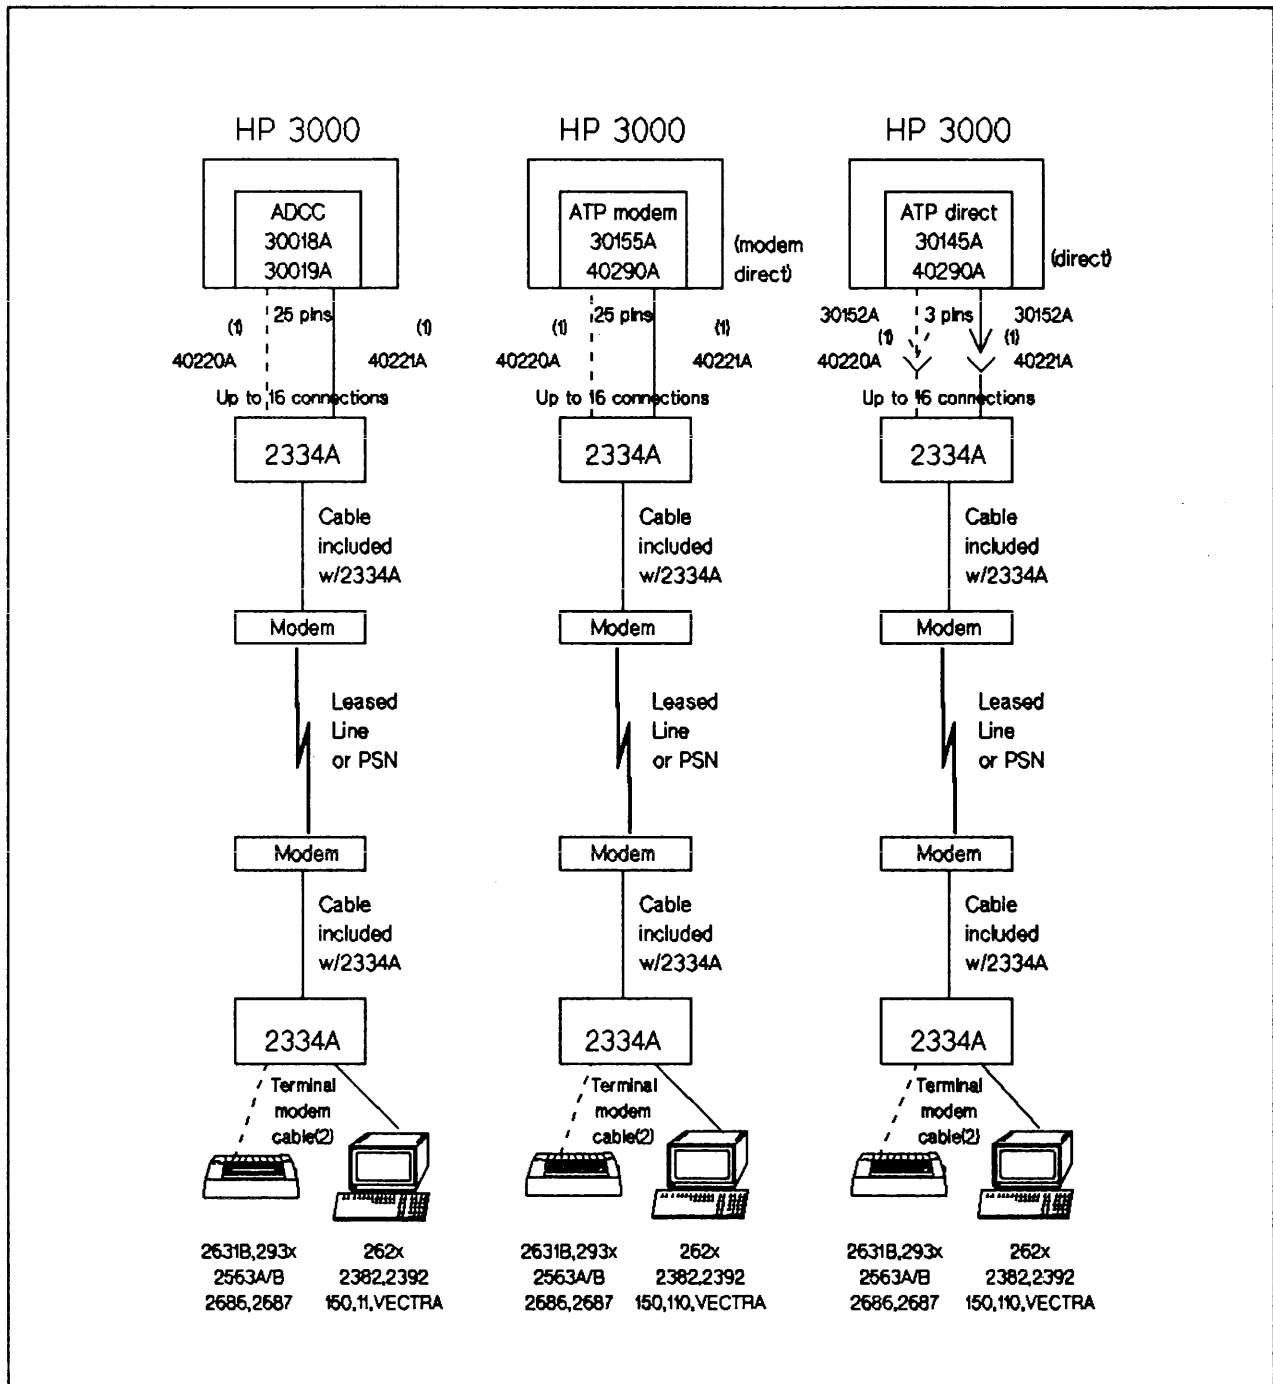 HP 3000
ADCC
30018A
30019A
25 pins
(1)
(1)
40220A
40221A
Up to 16 connections
2334A
Cable
included
w/2334A
Modem
Leased
Line
or PSN
Modem
Cable
included
w/2334A
2334A
Terminal
modem
cable(2)
2631B,293x
2563A/B
2686,2687
262x
2382,2392
150,11,VECTRA
HP 3000
ATP modem
30155A
40290A
(modem
direct)
25 pins
(1)
(1)
40220A
40221A
Up to 16 connections
2334A
Cable
included
w/2334A
Modem
Leased
Line
or PSN
Modem
Cable
included
w/2334A
2334A
Terminal
modem
cable(2)
2631B,293x
2563A/B
2686,2687
262x
2382,2392
150,110,VECTRA
HP 3000
ATP direct
30145A
40290A
(direct)
30152A
3 pins
30152A
(1)
(1)
40220A
40221A
Up to 16 connections
2334A
Cable
included
w/2334A
Modem
Leased
Line
or PSN
Modem
Cable
included
w/2334A
2334A
Terminal
modem
cable(2)
2631B,293x
2563A/B
2686,2687
262x
2382,2392
150,110,VECTRA